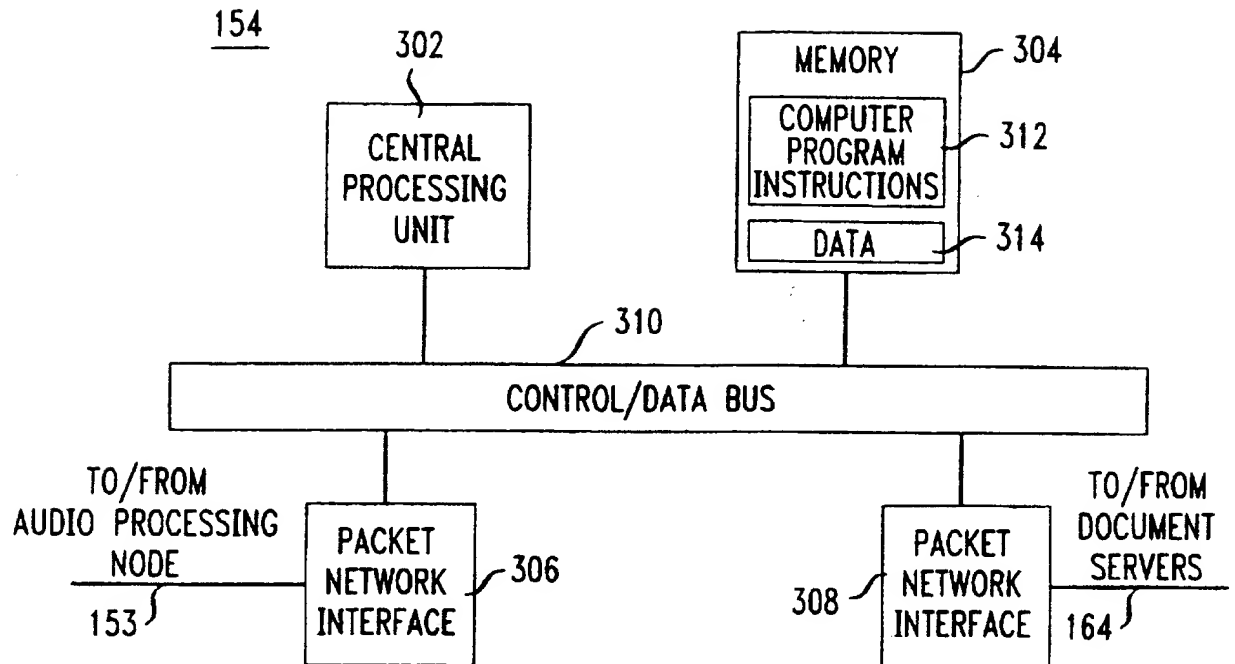 154
302
CENTRAL
PROCESSING
UNIT
MEMORY
304
COMPUTER
PROGRAM
INSTRUCTIONS
312
DATA
314
310
CONTROL/DATA BUS
TO/FROM
AUDIO PROCESSING
NODE
153
PACKET
NETWORK
INTERFACE
306
308
PACKET
NETWORK
INTERFACE
TO/FROM
DOCUMENT
SERVERS
164